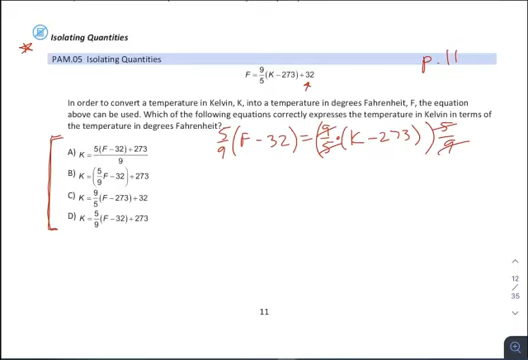 Isolating Quantities
* PAM.05 Isolating Quantities
p. 11
F = 9/5 (K − 273) + 32
In order to convert a temperature in Kelvin, K, into a temperature in degrees Fahrenheit, F, the equation
above can be used. Which of the following equations correctly expresses the temperature in Kelvin in terms of
the temperature in degrees Fahrenheit?
5/9 (F − 32) = (9/5 · (K − 273)) 5/9
A) K = 5(F − 32) + 273 / 9
B) K = (5/9 F − 32) + 273
C) K = 9/5 (F − 273) + 32
D) K = 5/9 (F − 32) + 273
11
12
/
35